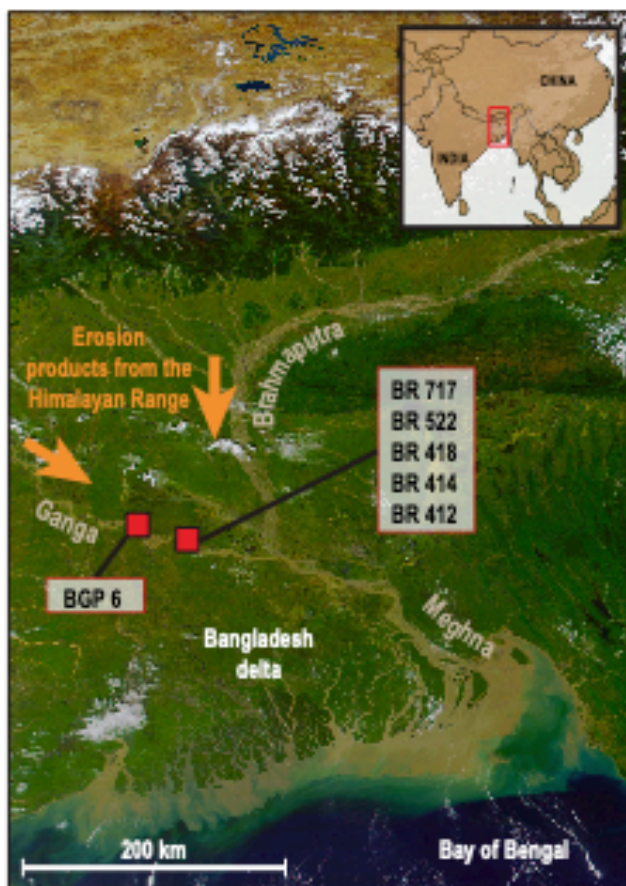 CHINA
INDIA
Erosion
products from the
Himalayan Range
Brahmaputra
BR 717
BR 522
BR 418
BR 414
BR 412
Ganga
BGP 6
Bangladesh
delta
Meghna
200 km
Bay of Bengal